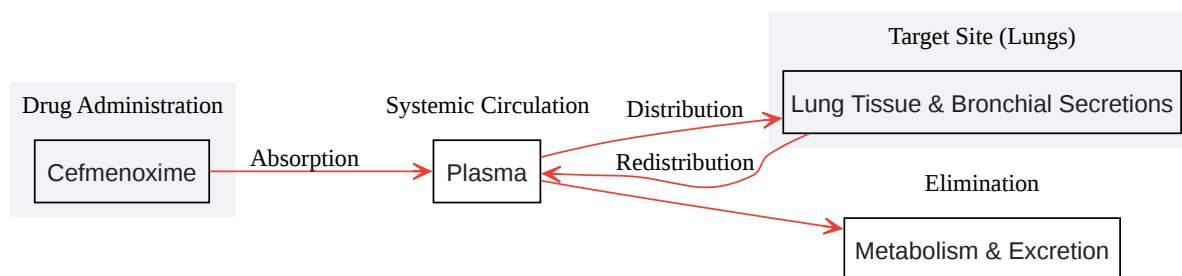 Target Site (Lungs)
Lung Tissue & Bronchial Secretions
Drug Administration
Cefmenoxime
Absorption
Systemic Circulation
Plasma
Distribution
Redistribution
Elimination
Metabolism & Excretion